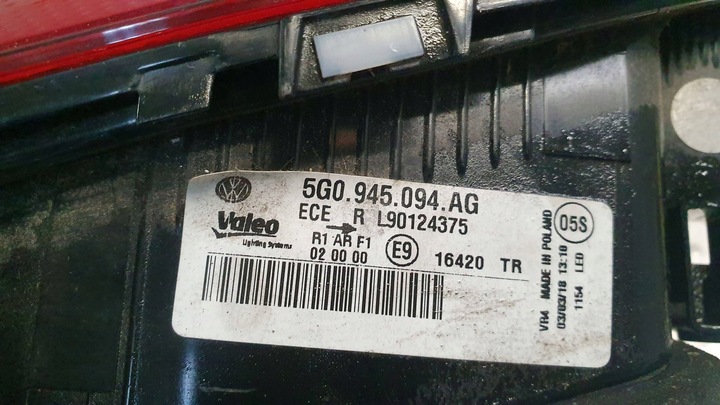 5G0.945.094.AG
Valeo
Lighting Systems
ECE R L90124375
R1 AR F1
02 00 00
E9
16420 TR
VR4 MADE IN POLAND
03/03/18 13:18
1154 LED
05S